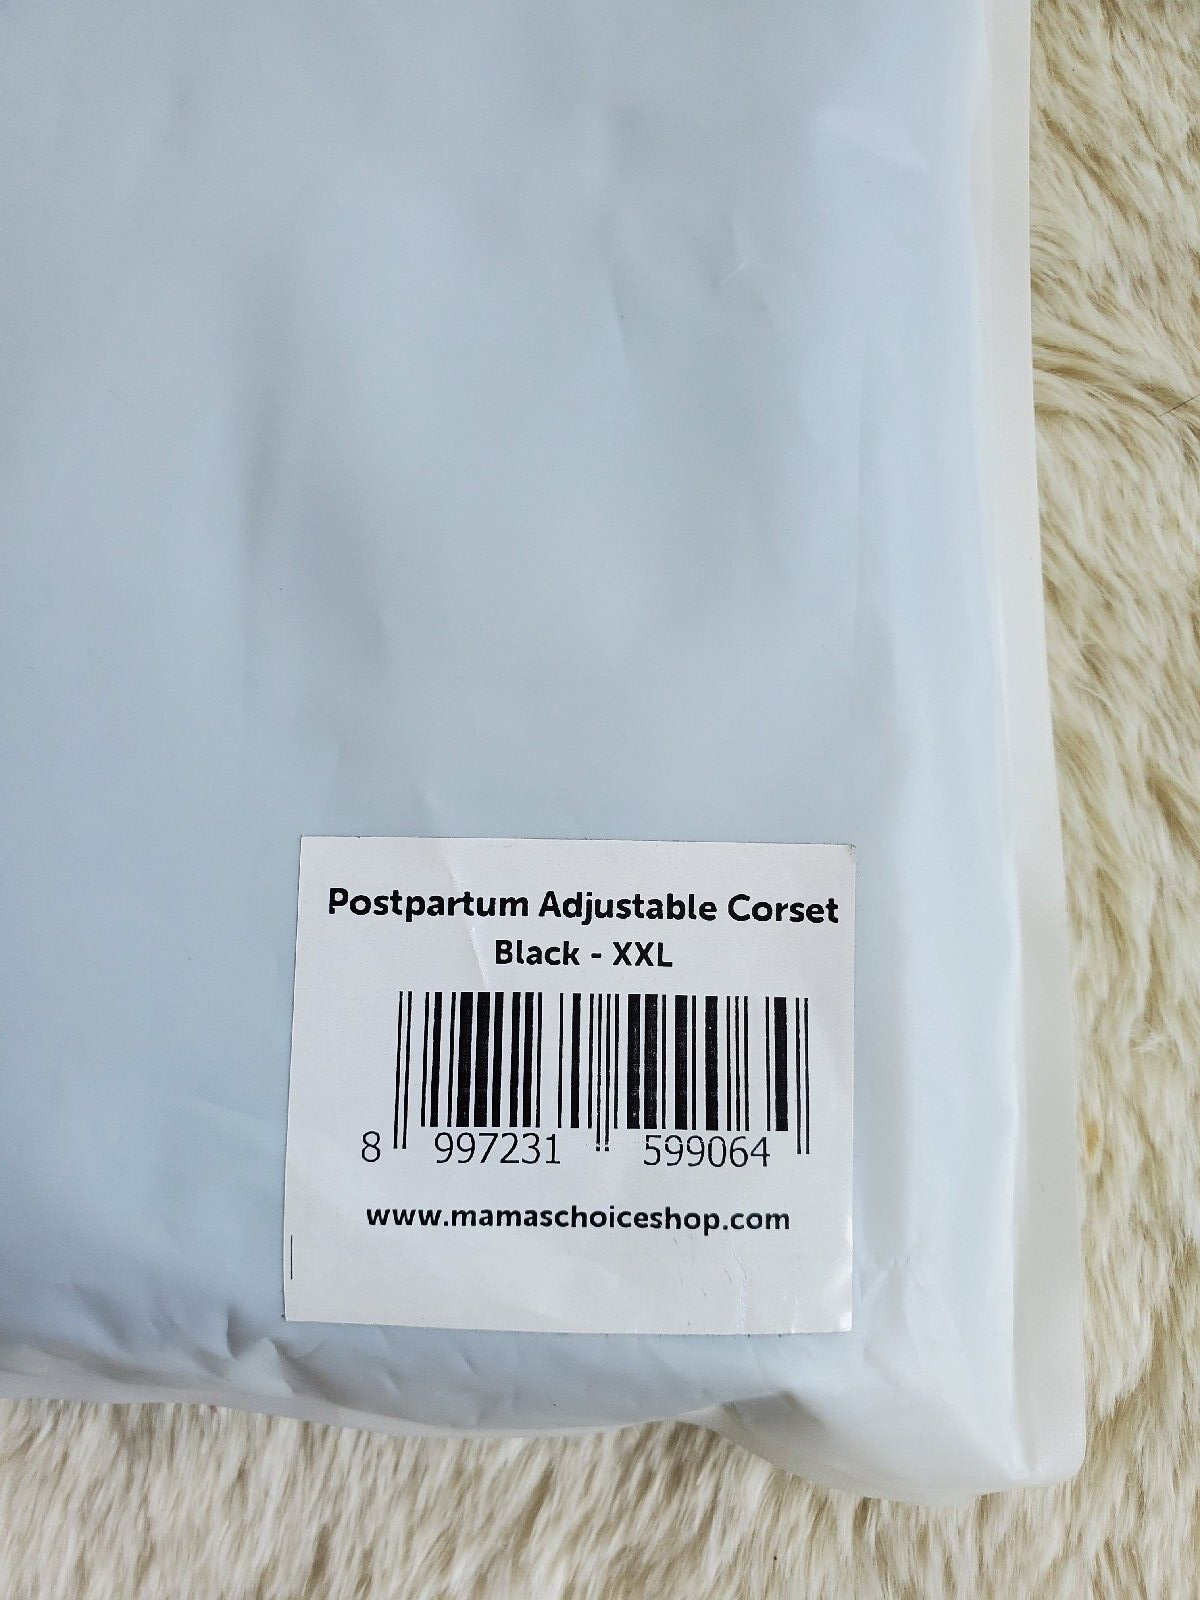 Postpartum Adjustable Corset
Black - XXL
8 997231 599064
www.mamaschoiceshop.com